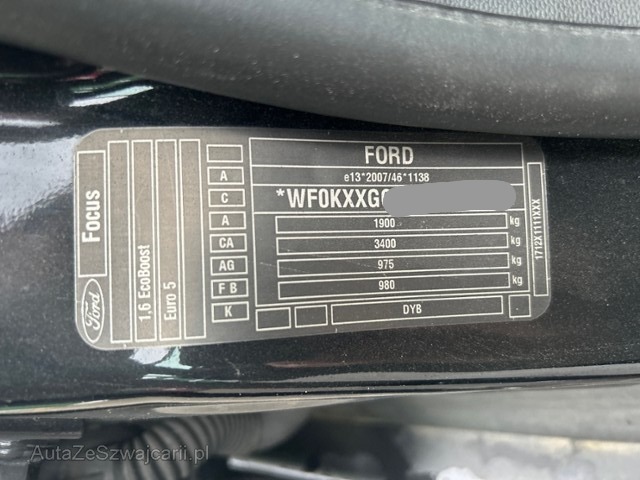 FORD
e13*2007/46*1138
*WF0KXXG
1900 kg
3400 kg
975 kg
980 kg
DYB
A
C
A
CA
AG
F B
K
Focus
1.6 EcoBoost
Euro 5
Ford
1712X1111XXX
AutaZeSzwajcarii.pl